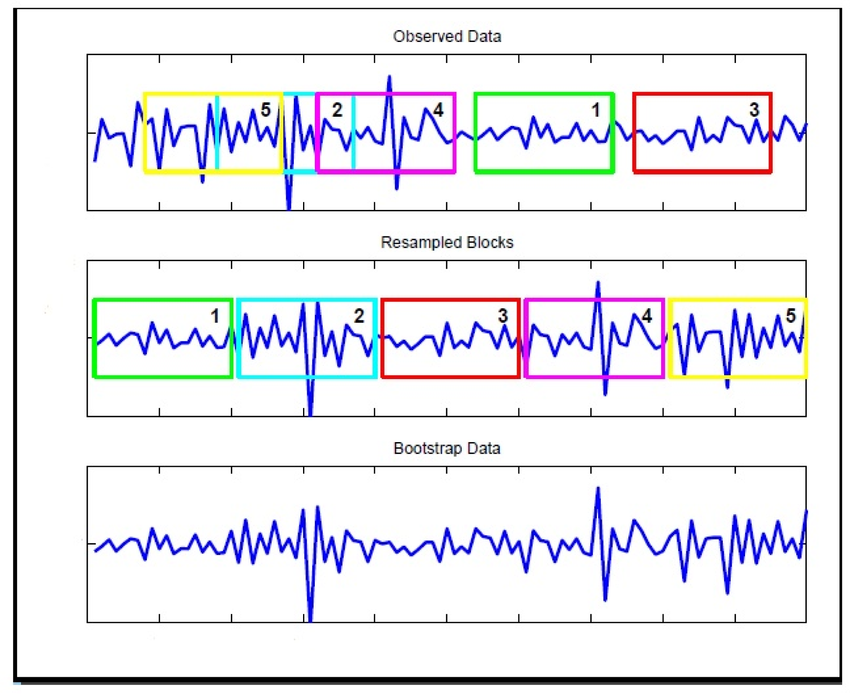 Observed Data
5 2 4 1 3
Resampled Blocks
1 2 3 4 5
Bootstrap Data